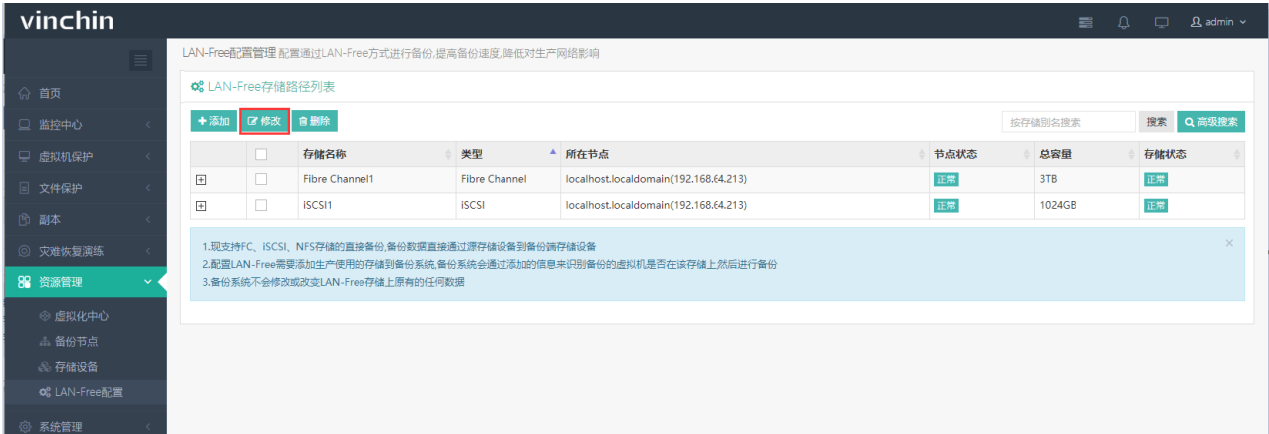 vinchin
admin
LAN-Free配置管理 配置通过LAN-Free方式进行备份,提高备份速度,降低对生产网络影响
首页
监控中心
虚拟机保护
文件保护
副本
灾难恢复演练
资源管理
虚拟化中心
备份节点
存储设备
LAN-Free配置
系统管理
LAN-Free存储路径列表
添加 修改 删除 按存储别名搜索 搜索 高级搜索
存储名称 类型 所在节点 节点状态 总容量 存储状态
Fibre Channel1 Fibre Channel localhost.localdomain(192.168.64.213) 正常 3TB 正常
iSCSI1 iSCSI localhost.localdomain(192.168.64.213) 正常 1024GB 正常
1.现支持FC、iSCSI、NFS存储的直接备份,备份数据直接通过源存储设备到备份端存储设备
2.配置LAN-Free需要添加生产使用的存储到备份系统,备份系统会通过添加的信息来识别备份的虚拟机是否在该存储上然后进行备份
3.备份系统不会修改或改变LAN-Free存储上原有的任何数据